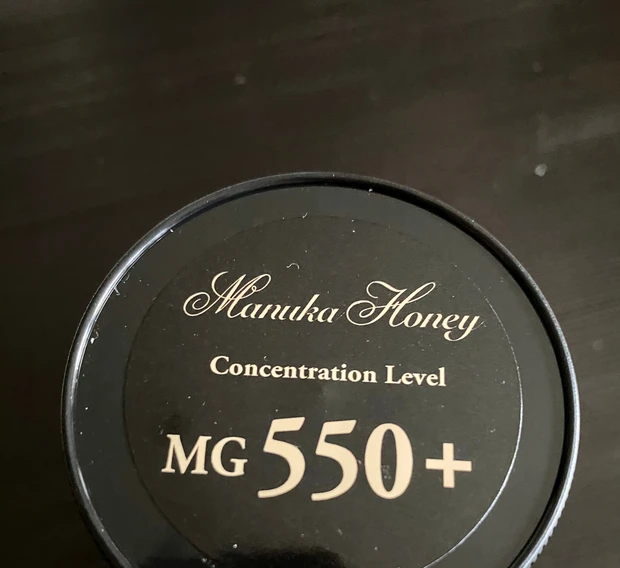 Manuka Honey
Concentration Level
MG 550+